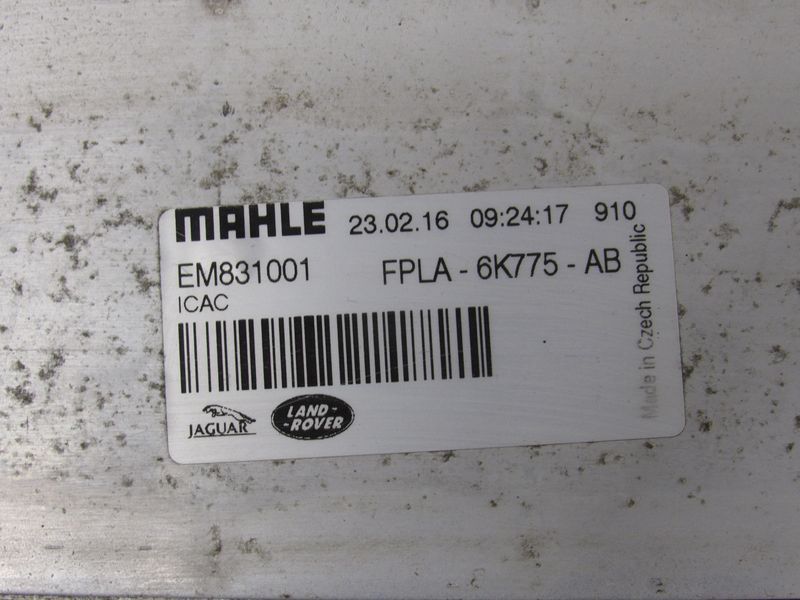 MAHLE 23.02.16 09:24:17 910
EM831001 FPLA - 6K775 - AB
ICAC
Made in Czech Republic
JAGUAR
LAND-
-ROVER